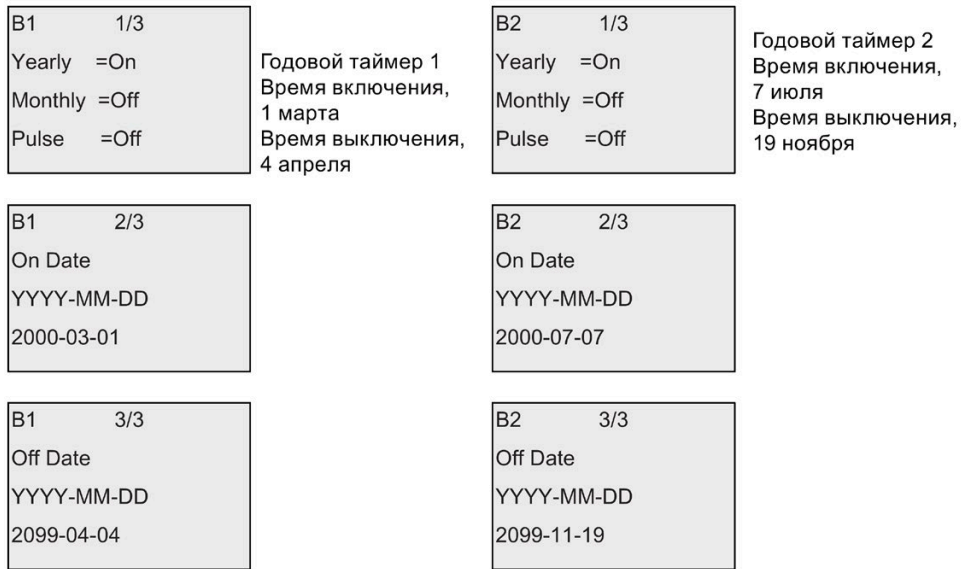 B1 1/3
Yearly =On
Monthly =Off
Pulse =Off
Годовой таймер 1
Время включения,
1 марта
Время выключения,
4 апреля
B2 1/3
Yearly =On
Monthly =Off
Pulse =Off
Годовой таймер 2
Время включения,
7 июля
Время выключения,
19 ноября
B1 2/3
On Date
YYYY-MM-DD
2000-03-01
B2 2/3
On Date
YYYY-MM-DD
2000-07-07
B1 3/3
Off Date
YYYY-MM-DD
2099-04-04
B2 3/3
Off Date
YYYY-MM-DD
2099-11-19